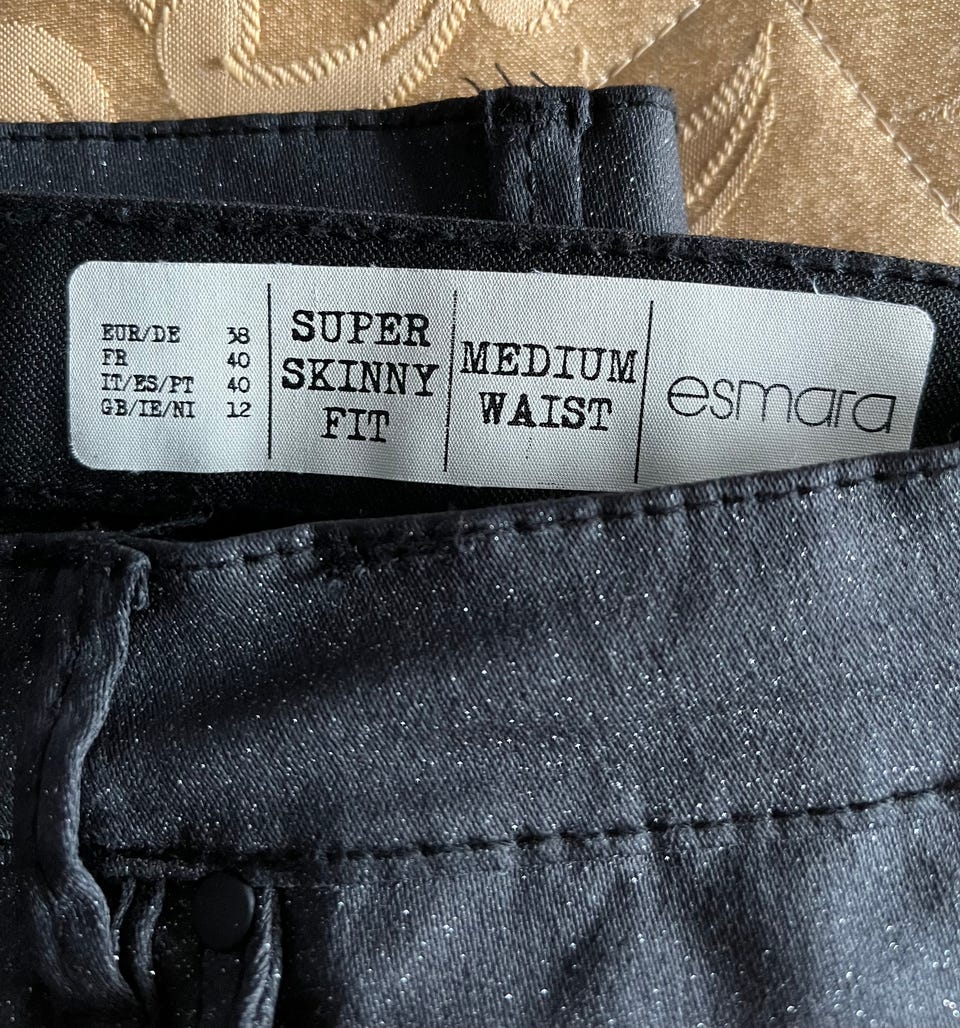 EUR/DE 38
FR 40
IT/ES/PT 40
GB/IE/NI 12
SUPER
SKINNY
FIT
MEDIUM
WAIST
esmara